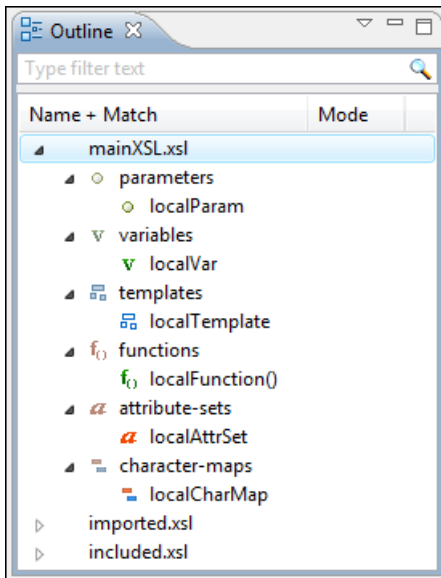 Outline
Type filter text
Name + Match Mode
mainXSL.xsl
parameters
localParam
variables
localVar
templates
localTemplate
functions
localFunction()
attribute-sets
localAttrSet
character-maps
localCharMap
imported.xsl
included.xsl